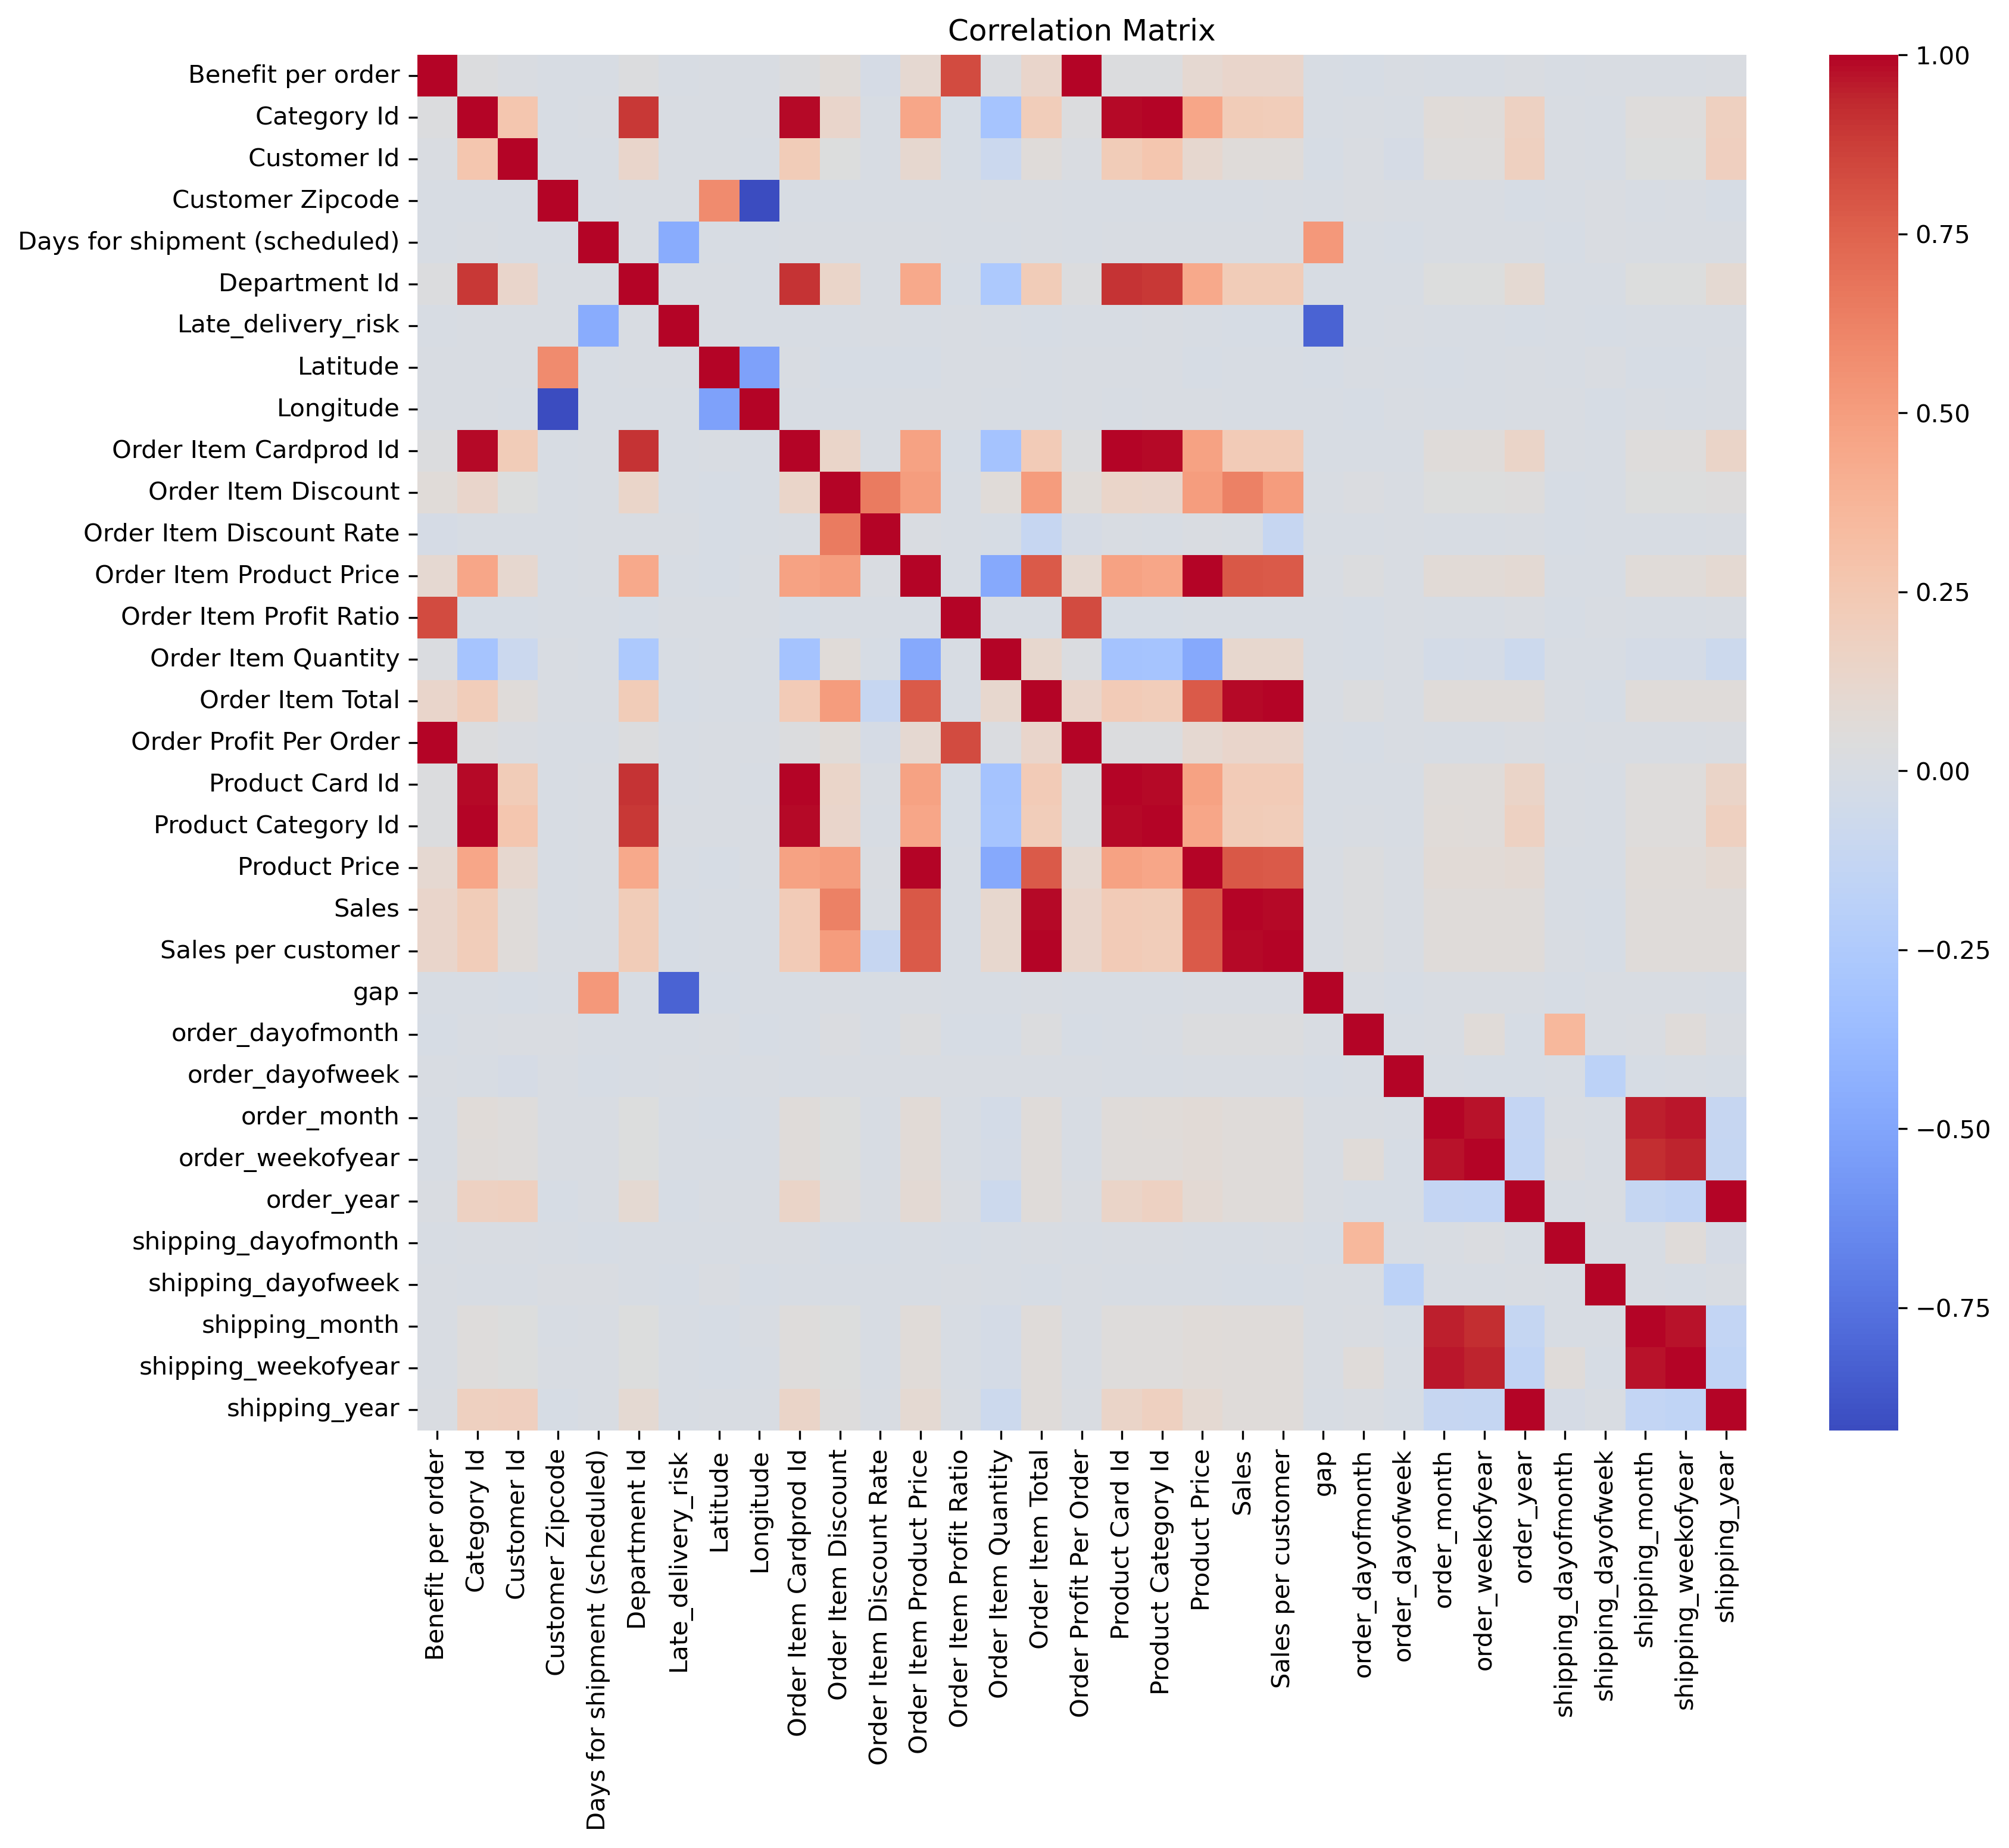 Correlation Matrix
Benefit per order
Category Id
Customer Id
Customer Zipcode
Days for shipment (scheduled)
Department Id
Late_delivery_risk
Latitude
Longitude
Order Item Cardprod Id
Order Item Discount
Order Item Discount Rate
Order Item Product Price
Order Item Profit Ratio
Order Item Quantity
Order Item Total
Order Profit Per Order
Product Card Id
Product Category Id
Product Price
Sales
Sales per customer
gap
order_dayofmonth
order_dayofweek
order_month
order_weekofyear
order_year
shipping_dayofmonth
shipping_dayofweek
shipping_month
shipping_weekofyear
shipping_year
Benefit per order
Category Id
Customer Id
Customer Zipcode
Days for shipment (scheduled)
Department Id
Late_delivery_risk
Latitude
Longitude
Order Item Cardprod Id
Order Item Discount
Order Item Discount Rate
Order Item Product Price
Order Item Profit Ratio
Order Item Quantity
Order Item Total
Order Profit Per Order
Product Card Id
Product Category Id
Product Price
Sales
Sales per customer
gap
order_dayofmonth
order_dayofweek
order_month
order_weekofyear
order_year
shipping_dayofmonth
shipping_dayofweek
shipping_month
shipping_weekofyear
shipping_year
1.00
0.75
0.50
0.25
0.00
−0.25
−0.50
−0.75